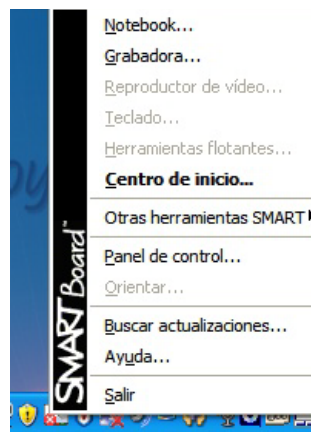 Notebook...
Grabadora...
Reproductor de vídeo...
Teclado...
Herramientas flotantes...
Centro de inicio...
Otras herramientas SMART
Panel de control...
Orientar...
Buscar actualizaciones...
Ayuda...
Salir
SMART Board™